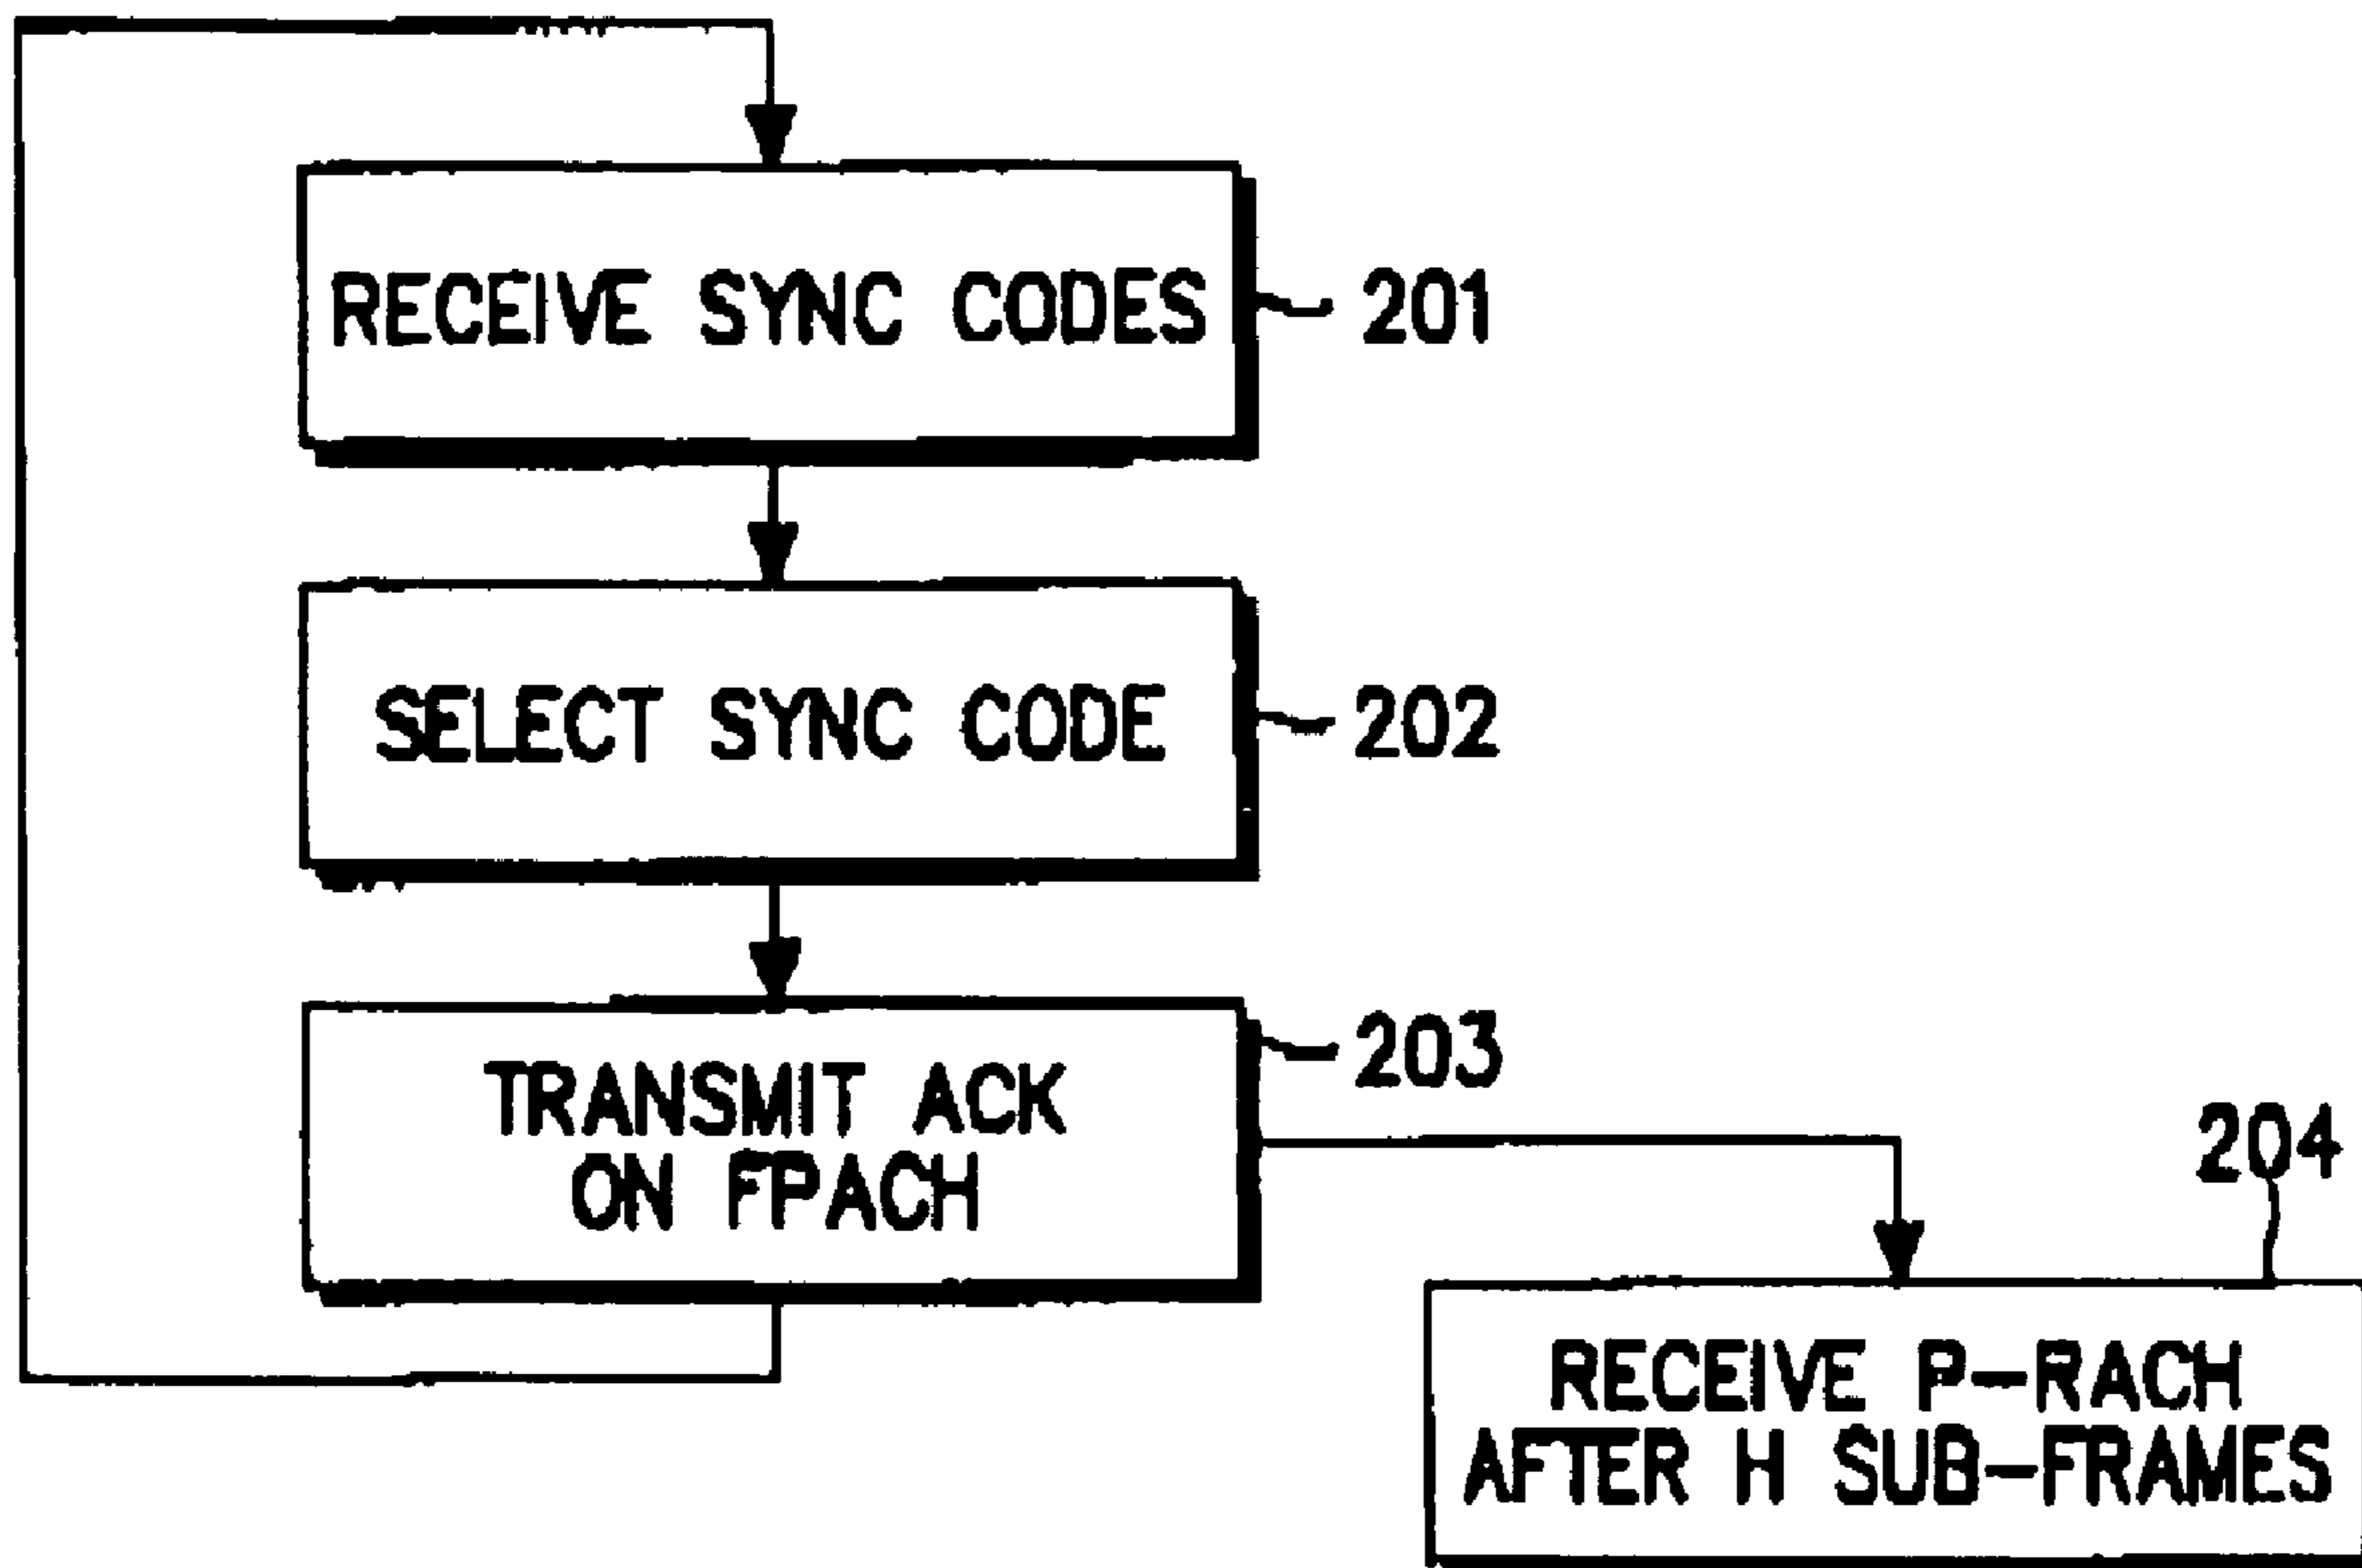 RECEIVE SYNC CODES
201
SELECT SYNC CODE
202
TRANSMIT ACK
ON FPACH
203
204
RECEIVE P-RACH
AFTER H SUB-FRAMES